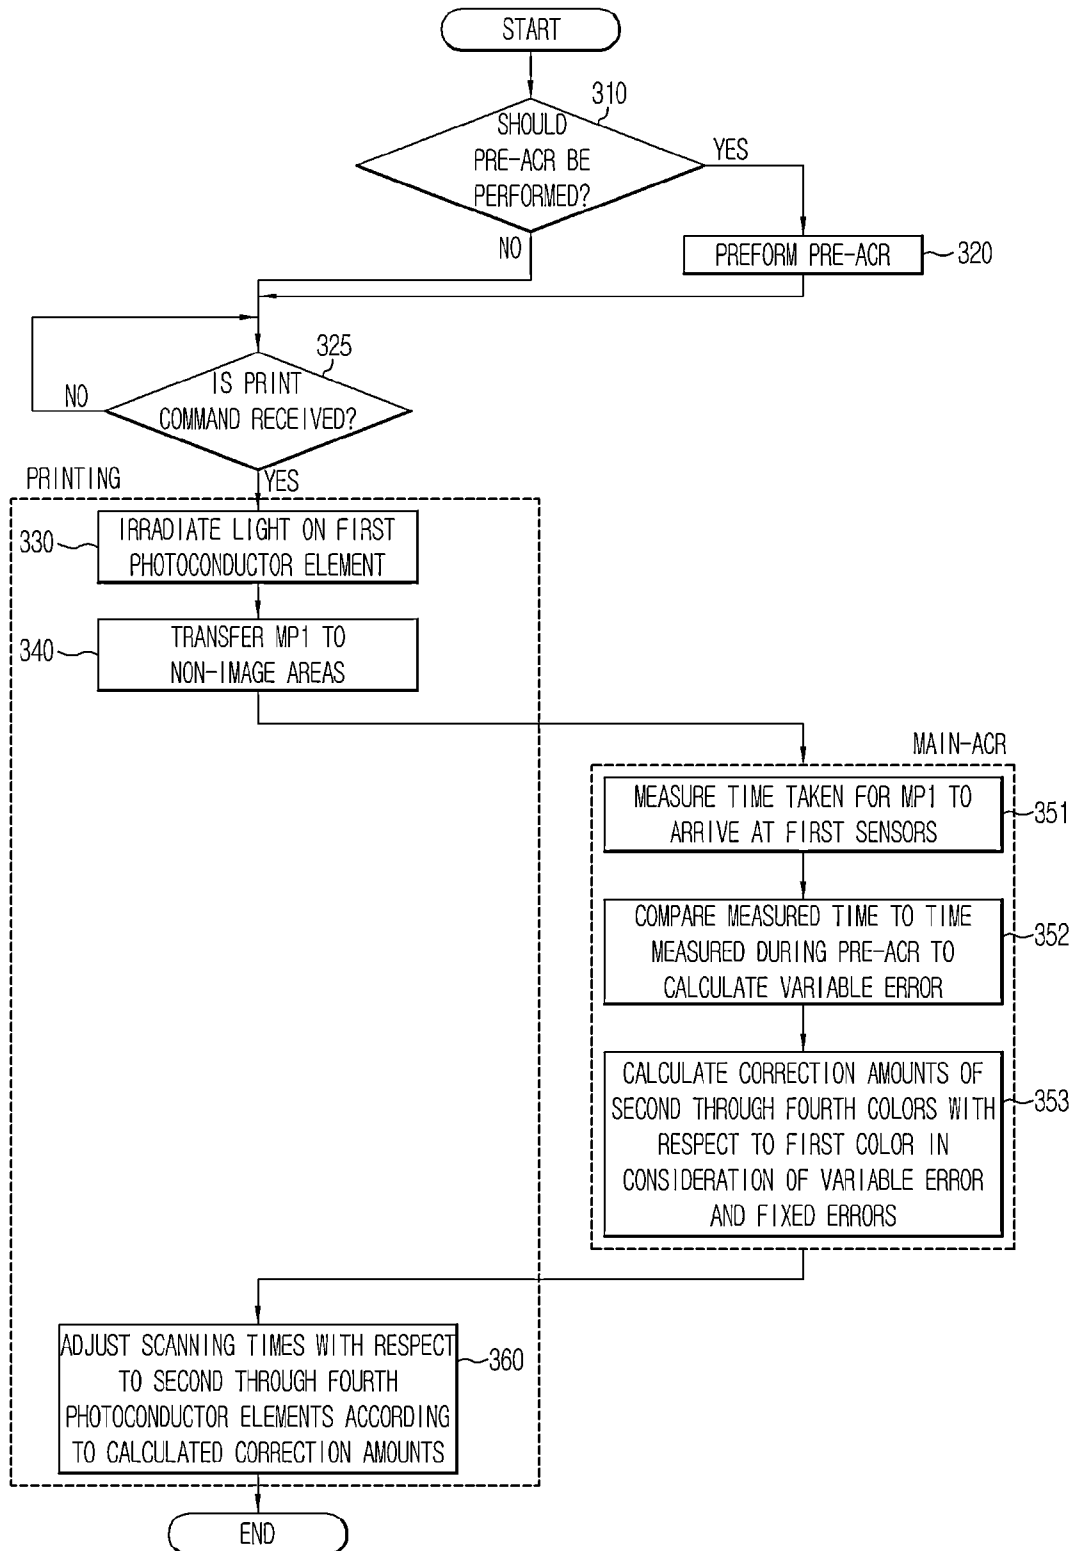 START
310
SHOULD
PRE-ACR BE
PERFORMED?
YES
NO
PREFORM PRE-ACR
320
325
IS PRINT
COMMAND RECEIVED?
NO
YES
PRINTING
330
IRRADIATE LIGHT ON FIRST
PHOTOCONDUCTOR ELEMENT
340
TRANSFER MP1 TO
NON-IMAGE AREAS
MAIN-ACR
MEASURE TIME TAKEN FOR MP1 TO
ARRIVE AT FIRST SENSORS
351
COMPARE MEASURED TIME TO TIME
MEASURED DURING PRE-ACR TO
CALCULATE VARIABLE ERROR
352
CALCULATE CORRECTION AMOUNTS OF
SECOND THROUGH FOURTH COLORS WITH
RESPECT TO FIRST COLOR IN
CONSIDERATION OF VARIABLE ERROR
AND FIXED ERRORS
353
ADJUST SCANNING TIMES WITH RESPECT
TO SECOND THROUGH FOURTH
PHOTOCONDUCTOR ELEMENTS ACCORDING
TO CALCULATED CORRECTION AMOUNTS
360
END